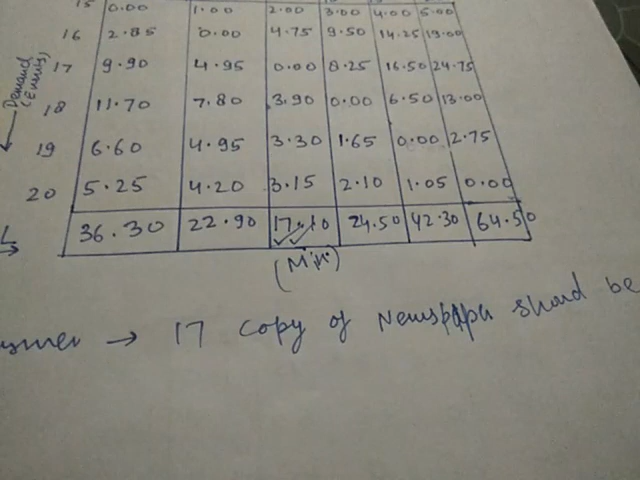 15 0.00 1.00 2.00 3.00 4.00 5.00
16 2.85 0.00 4.75 9.50 14.25 19.00
17 9.90 4.95 0.00 8.25 16.50 24.75
18 11.70 7.80 3.90 0.00 6.50 13.00
19 6.60 4.95 3.30 1.65 0.00 2.75
20 5.25 4.20 3.15 2.10 1.05 0.00
36.30 22.90 17.10 24.50 42.30 64.50
(Min)
Demand
→ 17 copy of Newspaper should be